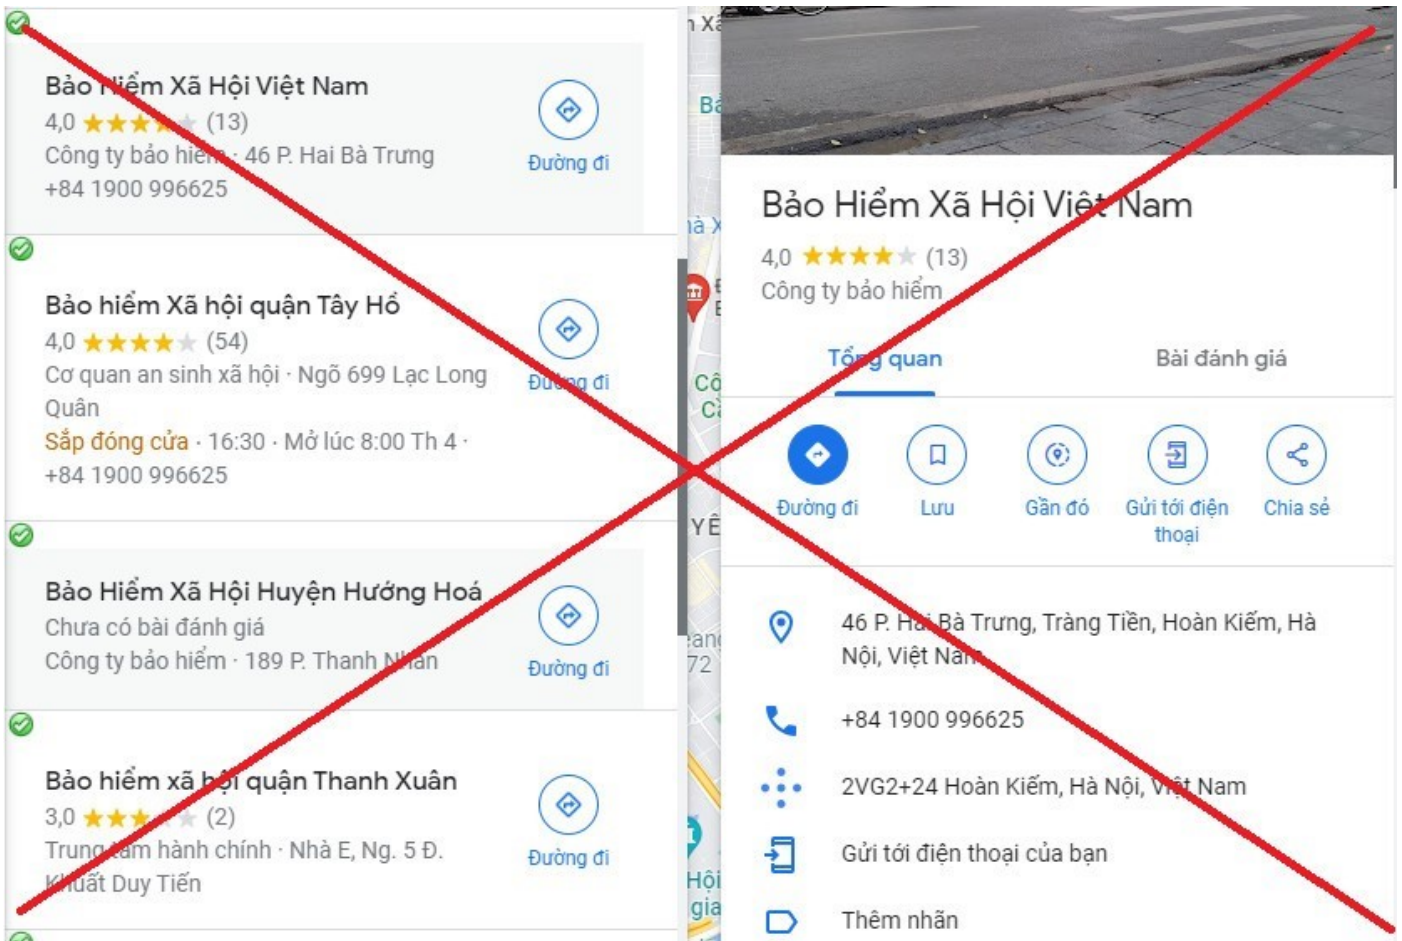 Bảo Hiểm Xã Hội Việt Nam
4,0 (13)
Công ty bảo hiểm · 46 P. Hai Bà Trưng
+84 1900 996625
Đường đi
Bảo hiểm Xã hội quận Tây Hồ
4,0 (54)
Cơ quan an sinh xã hội · Ngõ 699 Lạc Long
Quân
Sắp đóng cửa · 16:30 · Mở lúc 8:00 Th 4 ·
+84 1900 996625
Đường đi
Bảo Hiểm Xã Hội Huyện Hướng Hoá
Chưa có bài đánh giá
Công ty bảo hiểm · 189 P. Thanh Nhàn
Đường đi
Bảo hiểm xã hội quận Thanh Xuân
3,0 (2)
Trung tâm hành chính · Nhà E, Ng. 5 Đ.
Khuất Duy Tiến
Đường đi
YÊ
72
Hội
gia
Bảo Hiểm Xã Hội Việt Nam
4,0 (13)
Công ty bảo hiểm
Tổng quan
Bài đánh giá
Đường đi
Lưu
Gần đó
Gửi tới điện
thoại
Chia sẻ
46 P. Hai Bà Trưng, Tràng Tiền, Hoàn Kiếm, Hà
Nội, Việt Nam
+84 1900 996625
2VG2+24 Hoàn Kiếm, Hà Nội, Việt Nam
Gửi tới điện thoại của bạn
Thêm nhãn